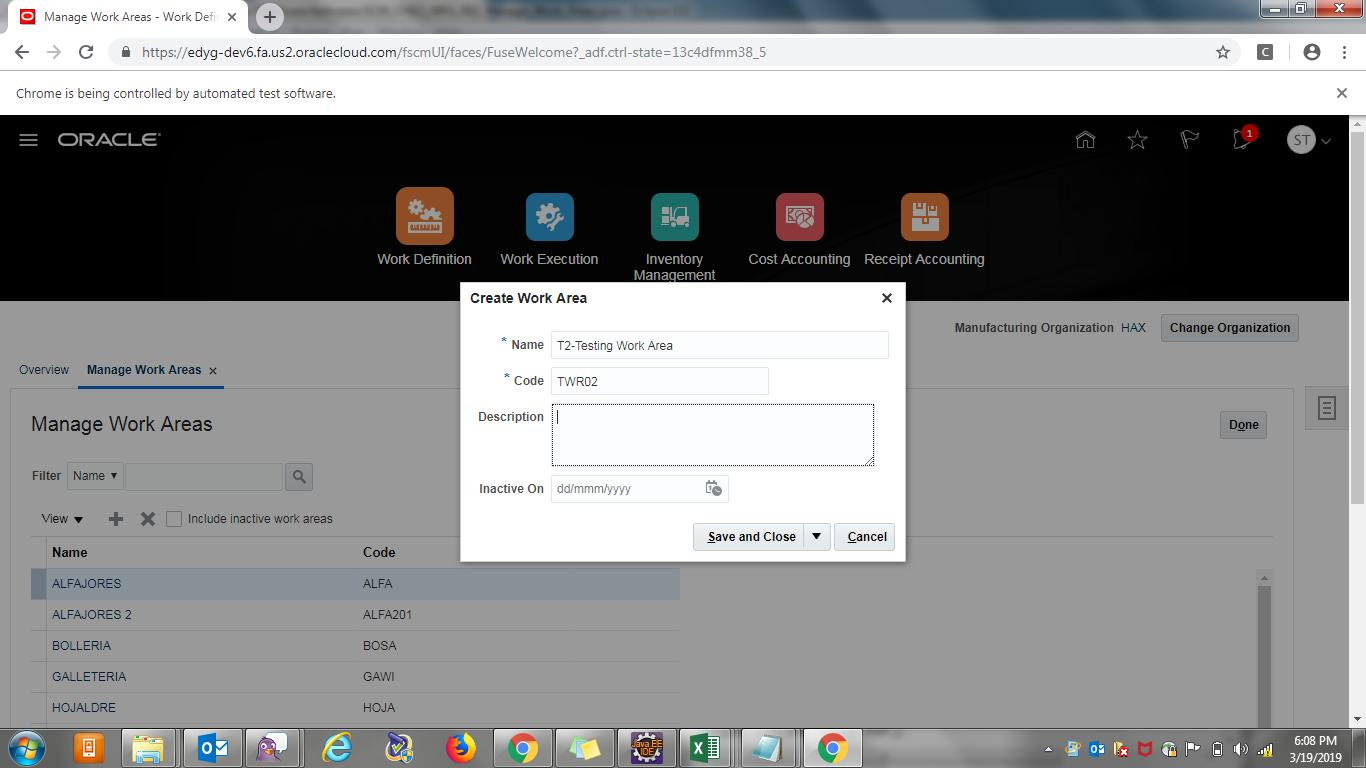 Manage Work Areas - Work Defin
https://edyg-dev6.fa.us2.oraclecloud.com/fscmUI/faces/FuseWelcome?_adf.ctrl-state=13c4dfmm38_5
C
Chrome is being controlled by automated test software.
ORACLE
1
ST
Work Definition
Work Execution
Inventory
Management
Cost Accounting
Receipt Accounting
Create Work Area
Manufacturing Organization HAX
Change Organization
* Name T2-Testing Work Area
* Code TWR02
Description
Inactive On dd/mmm/yyyy
Save and Close
Cancel
Overview
Manage Work Areas
Manage Work Areas
Done
Filter Name
View
Include inactive work areas
Name Code
ALFAJORES ALFA
ALFAJORES 2 ALFA201
BOLLERIA BOSA
GALLETERIA GAWI
HOJALDRE HOJA
Java EE
IDE
6:08 PM
3/19/2019